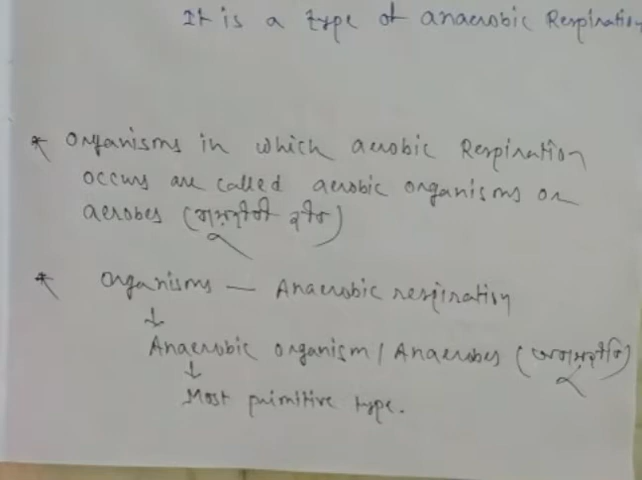 It is a type of anaerobic Respiration
* Organisms in which aerobic Respiration
occurs are called aerobic organisms or
aerobes (
* Organisms — Anaerobic respiration
↓
Anaerobic organism / Anaerobes (
↓
Most primitive type.